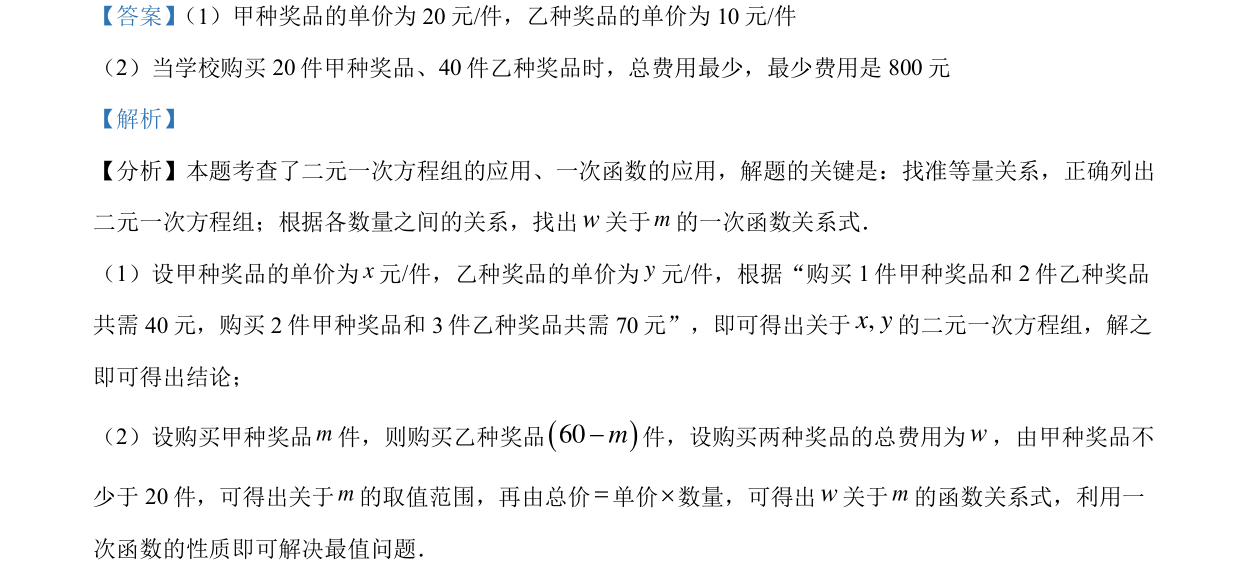 【答案】（1）甲种奖品的单价为 20 元/件，乙种奖品的单价为 10 元/件
（2）当学校购买 20 件甲种奖品、40 件乙种奖品时，总费用最少，最少费用是 800 元
【解析】
【分析】本题考查了二元一次方程组的应用、一次函数的应用，解题的关键是：找准等量关系，正确列出
二元一次方程组；根据各数量之间的关系，找出 w 关于 m 的一次函数关系式．
（1）设甲种奖品的单价为 x 元/件，乙种奖品的单价为 y 元/件，根据“购买 1 件甲种奖品和 2 件乙种奖品
共需 40 元，购买 2 件甲种奖品和 3 件乙种奖品共需 70 元”，即可得出关于 x, y 的二元一次方程组，解之
即可得出结论；
（2）设购买甲种奖品 m 件，则购买乙种奖品 (60−m) 件，设购买两种奖品的总费用为 w ，由甲种奖品不
少于 20 件，可得出关于 m 的取值范围，再由总价=单价×数量，可得出 w 关于 m 的函数关系式，利用一
次函数的性质即可解决最值问题．